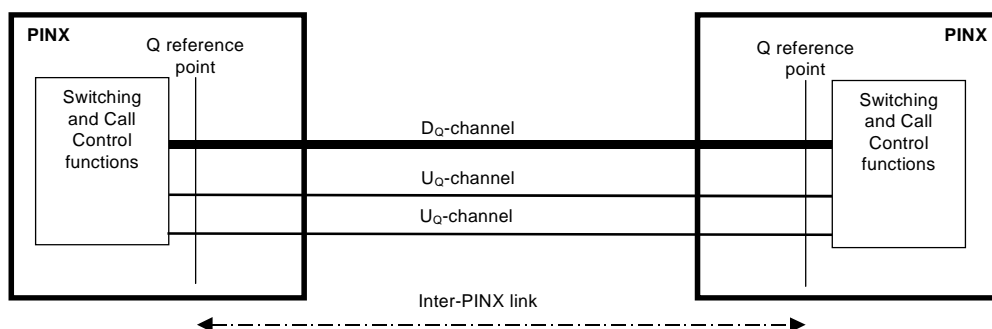 PINX
Q reference
point
Switching
and Call
Control
functions
DQ-channel
UQ-channel
UQ-channel
Inter-PINX link
PINX
Q reference
point
Switching
and Call
Control
functions